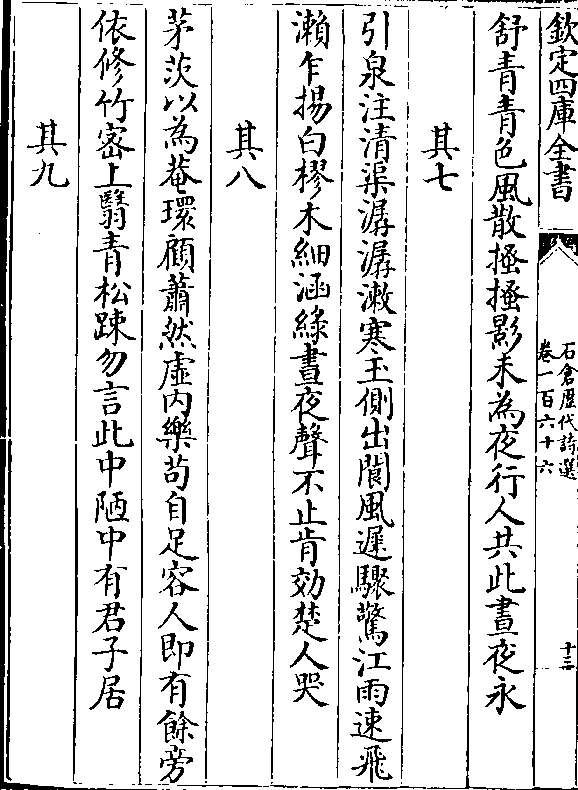 欽定四庫全書
石倉歷代詩選
卷一百六十六
十三
舒青青色風散搔搔影未為夜行人共此晝夜永
其七
引泉注清渠潺潺漱寒玉側出閬風遲驟驚江雨速飛
瀨乍揚白樛木細涵綠晝夜聲不止肯効楚人哭
其八
茅茨以為菴環顧蕭然虛内樂苟自足容人即有餘旁
依修竹宻上翳青松踈勿言此中陋中有君子居
其九